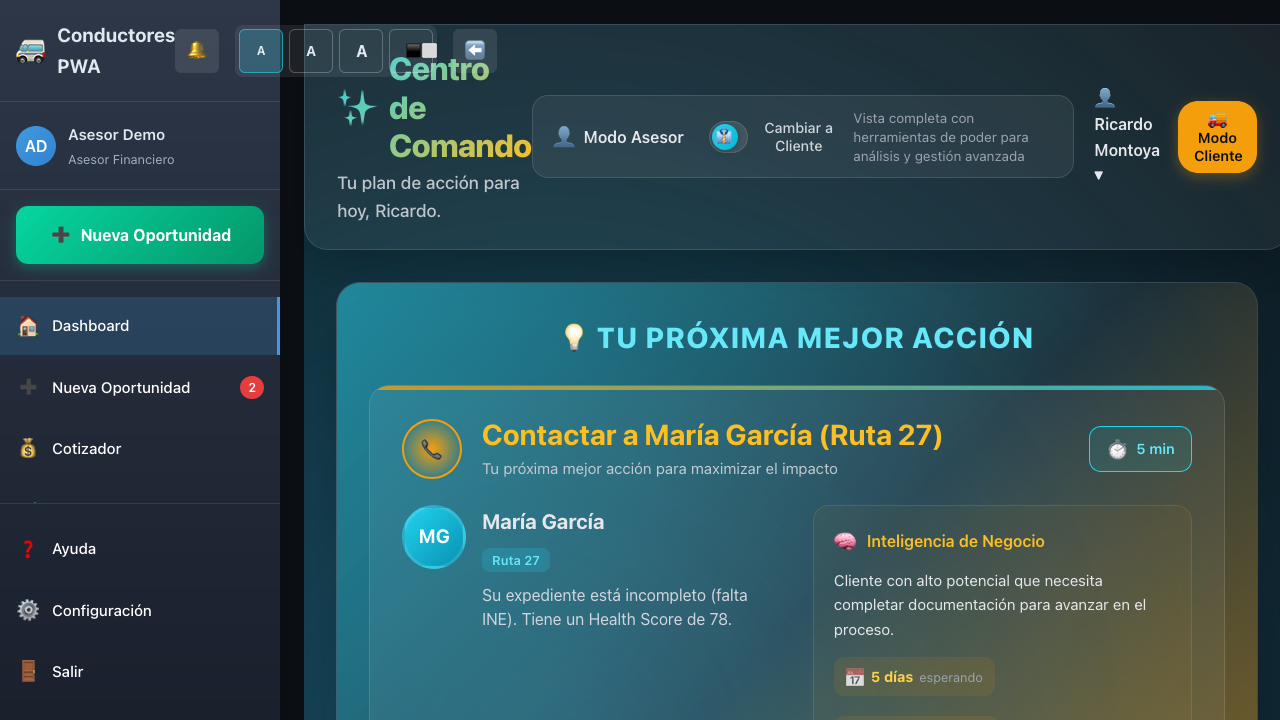 Conductores
PWA
A
A
A
AD
Asesor Demo
Asesor Financiero
Nueva Oportunidad
Dashboard
Nueva Oportunidad
2
Cotizador
Ayuda
Configuración
Salir
Centro
de
Comando
Tu plan de acción para
hoy, Ricardo.
Modo Asesor
Cambiar a
Cliente
Vista completa con
herramientas de poder para
análisis y gestión avanzada
Ricardo
Montoya
▼
Modo
Cliente
TU PRÓXIMA MEJOR ACCIÓN
Contactar a María García (Ruta 27)
Tu próxima mejor acción para maximizar el impacto
5 min
MG
María García
Ruta 27
Su expediente está incompleto (falta
INE). Tiene un Health Score de 78.
Inteligencia de Negocio
Cliente con alto potencial que necesita
completar documentación para avanzar en el
proceso.
5 días esperando